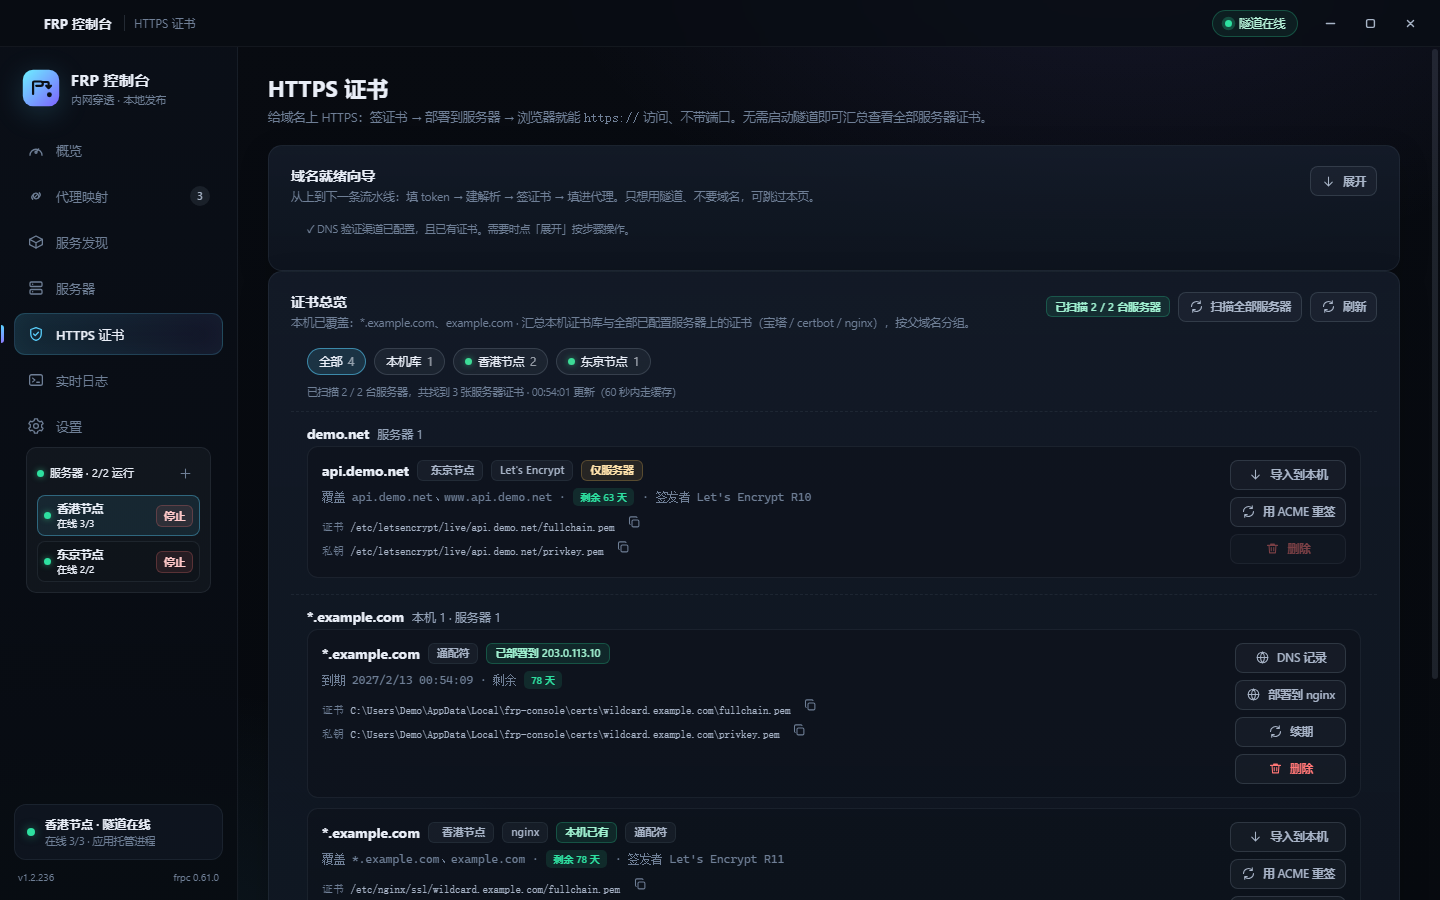 FRP 控制台 HTTPS 证书 隧道在线
FRP 控制台
内网穿透 · 本地发布
概览
代理映射 3
服务发现
服务器
HTTPS 证书
实时日志
设置
服务器 · 2/2 运行
香港节点
在线 3/3
停止
东京节点
在线 2/2
停止
香港节点 · 隧道在线
在线 3/3 · 应用托管进程
v1.2.236 frpc 0.61.0
HTTPS 证书
给域名上 HTTPS：签证书 → 部署到服务器 → 浏览器就能 https:// 访问、不带端口。无需启动隧道即可汇总查看全部服务器证书。
域名就绪向导
从上到下一条流水线：填 token → 建解析 → 签证书 → 填进代理。只想用隧道、不要域名，可跳过本页。
展开
✓ DNS 验证渠道已配置，且已有证书。需要时点「展开」按步骤操作。
证书总览
本机已覆盖：*.example.com、example.com · 汇总本机证书库与全部已配置服务器上的证书（宝塔 / certbot / nginx），按父域名分组。
已扫描 2 / 2 台服务器 扫描全部服务器 刷新
全部 4 本机库 1 香港节点 2 东京节点 1
已扫描 2 / 2 台服务器，共找到 3 张服务器证书 · 00:54:01 更新（60 秒内走缓存）
demo.net 服务器 1
api.demo.net 东京节点 Let's Encrypt 仅服务器
覆盖 api.demo.net、www.api.demo.net · 剩余 63 天 · 签发者 Let's Encrypt R10
证书 /etc/letsencrypt/live/api.demo.net/fullchain.pem
私钥 /etc/letsencrypt/live/api.demo.net/privkey.pem
导入到本机
用 ACME 重签
删除
*.example.com 本机 1 · 服务器 1
*.example.com 通配符 已部署到 203.0.113.10
到期 2027/2/13 00:54:09 · 剩余 78 天
证书 C:\Users\Demo\AppData\Local\frp-console\certs\wildcard.example.com\fullchain.pem
私钥 C:\Users\Demo\AppData\Local\frp-console\certs\wildcard.example.com\privkey.pem
DNS 记录
部署到 nginx
续期
删除
*.example.com 香港节点 nginx 本机已有 通配符
覆盖 *.example.com、example.com · 剩余 78 天 · 签发者 Let's Encrypt R11
证书 /etc/nginx/ssl/wildcard.example.com/fullchain.pem
导入到本机
用 ACME 重签